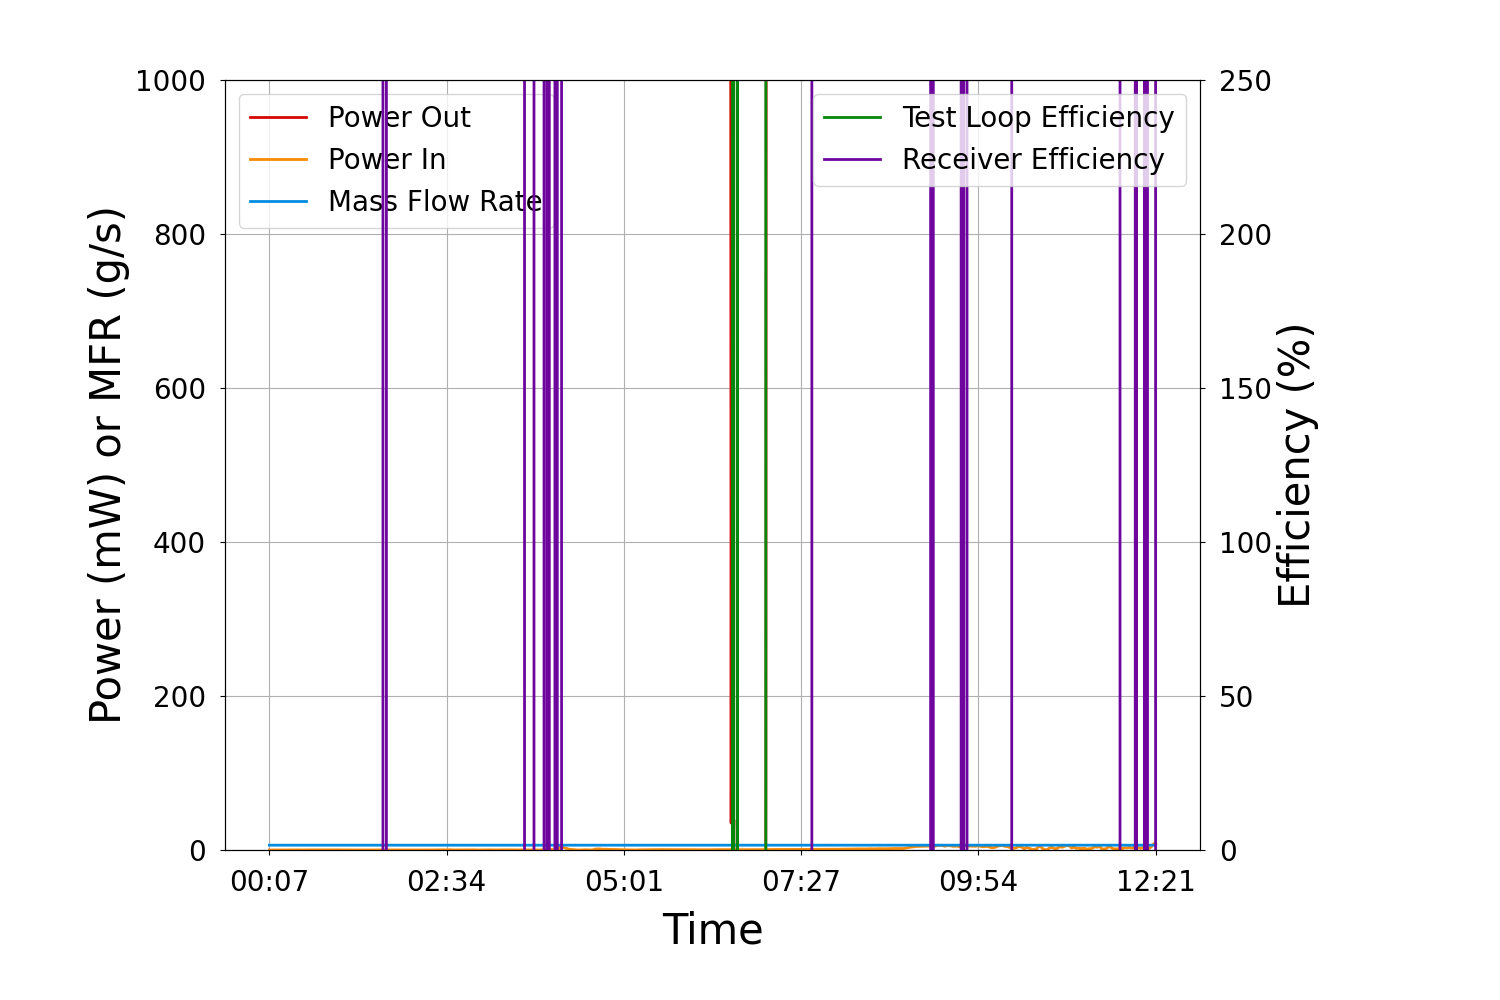 1000
800
600
400
200
0
Power (mW) or MFR (g/s)
Power Out
Power In
Mass Flow Rate
Test Loop Efficiency
Receiver Efficiency
250
200
150
100
50
0
Efficiency (%)
00:07 02:34 05:01 07:27 09:54 12:21
Time